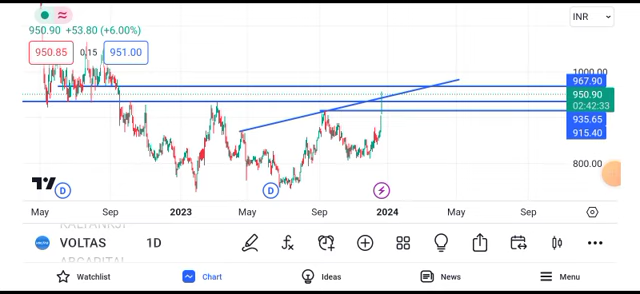 INR
950.90 +53.80 (+6.00%)
950.85 0.15 951.00
1000.00
967.90
950.90
02:42:33
935.65
915.40
800.00
D D
May Sep 2023 May Sep 2024 May Sep
VOLTAS 1D
Watchlist Chart Ideas News Menu